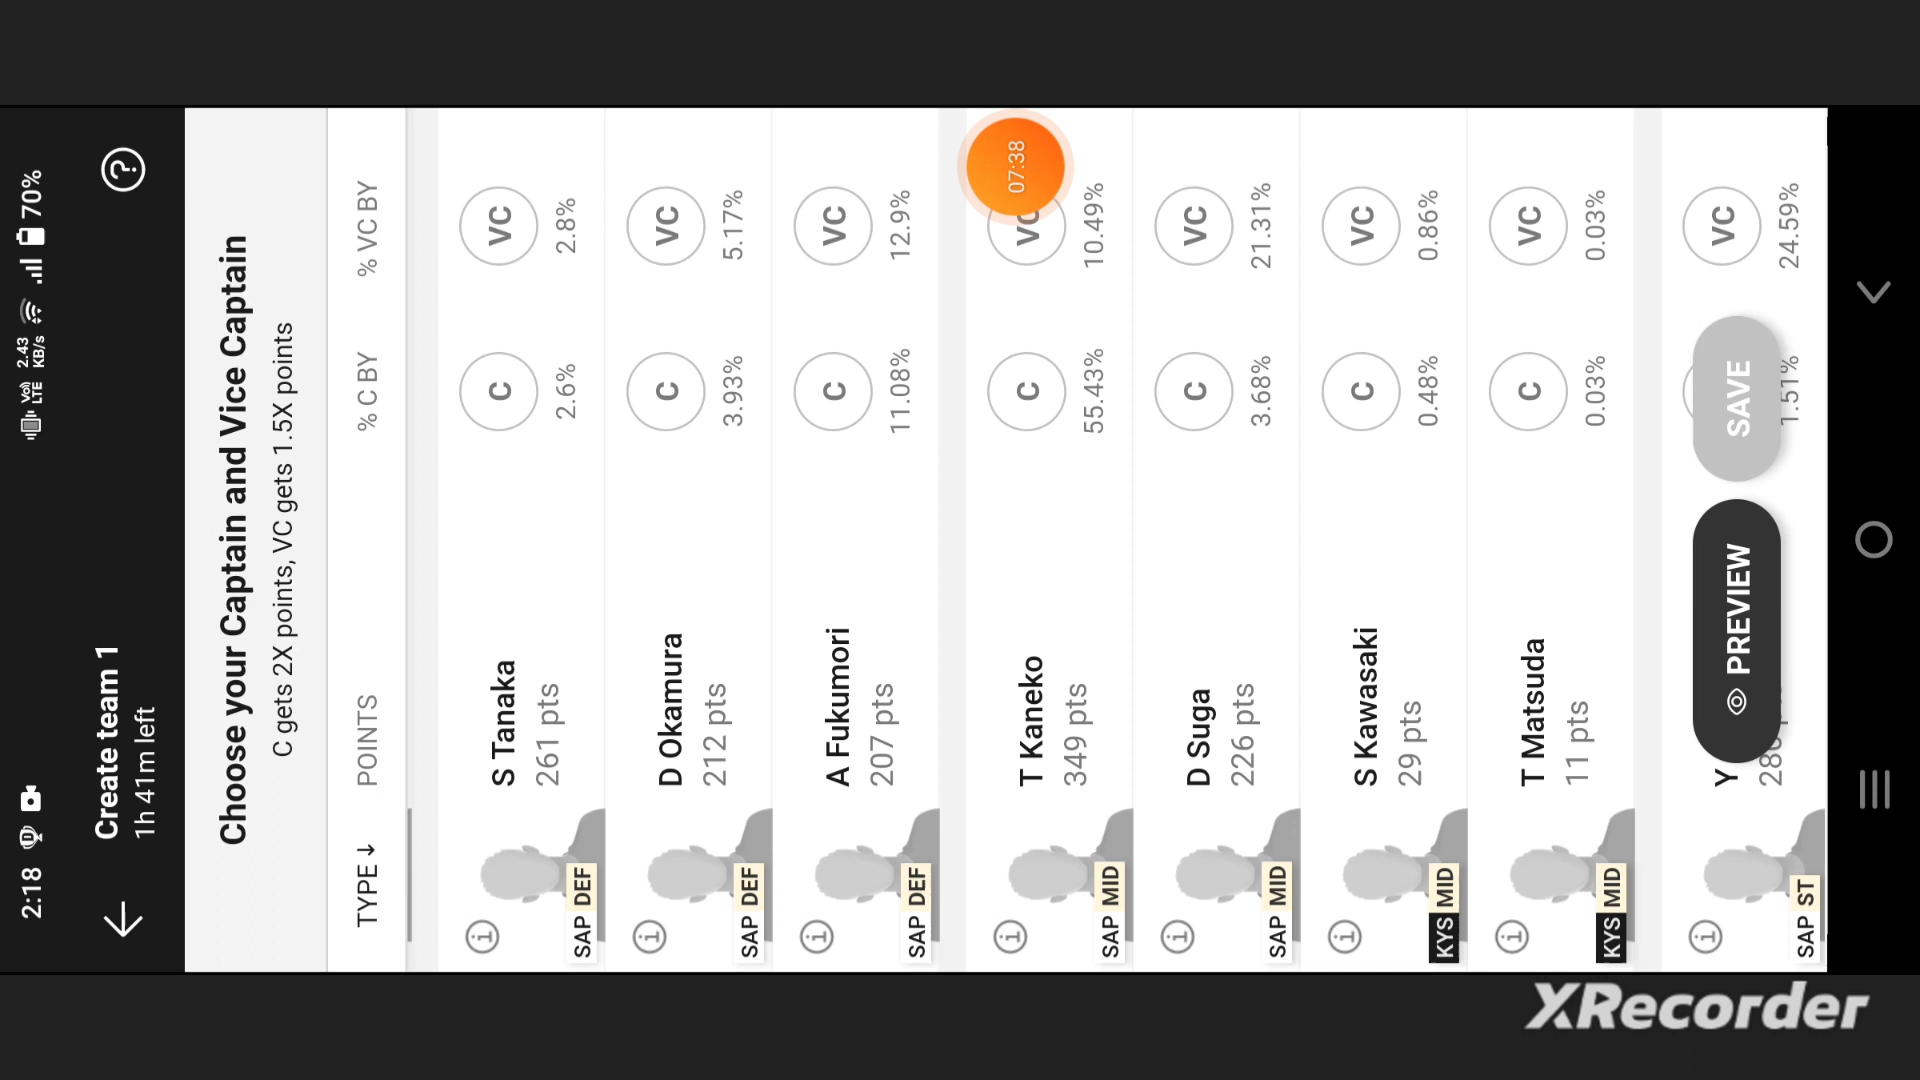 2:18
VoD LTE
2.43 KB/s
70%
Create team 1
1h 41m left
?
Choose your Captain and Vice Captain
C gets 2X points, VC gets 1.5X points
TYPE ↓ POINTS % C BY % VC BY
S Tanaka C VC
SAP DEF 261 pts 2.6% 2.8%
D Okamura C VC
SAP DEF 212 pts 3.93% 5.17%
A Fukumori C VC
SAP DEF 207 pts 11.08% 12.9%
07:38
T Kaneko C VC
SAP MID 349 pts 55.43% 10.49%
D Suga C VC
SAP MID 226 pts 3.68% 21.31%
S Kawasaki C VC
KYS MID 29 pts 0.48% 0.86%
T Matsuda C VC
KYS MID 11 pts 0.03% 0.03%
Y VC
PREVIEW SAVE
SAP ST 1.51% 24.59%
XRecorder